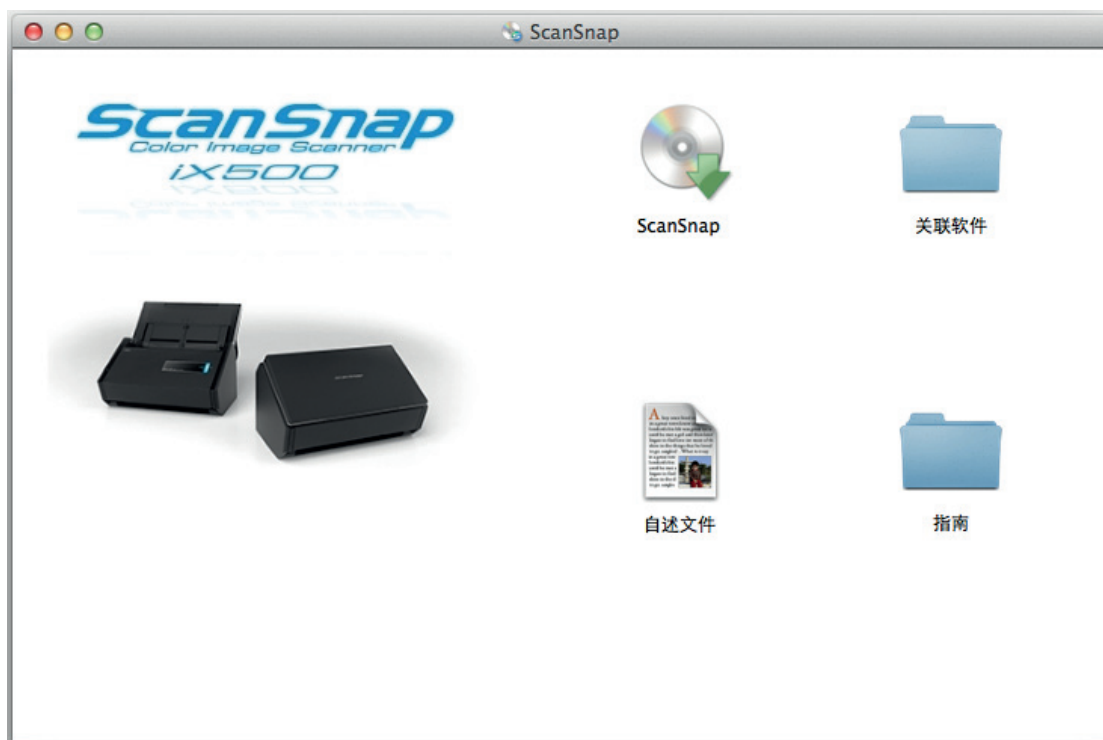 ScanSnap
ScanSnap
Color Image Scanner
iX500
ScanSnap
关联软件
自述文件
指南